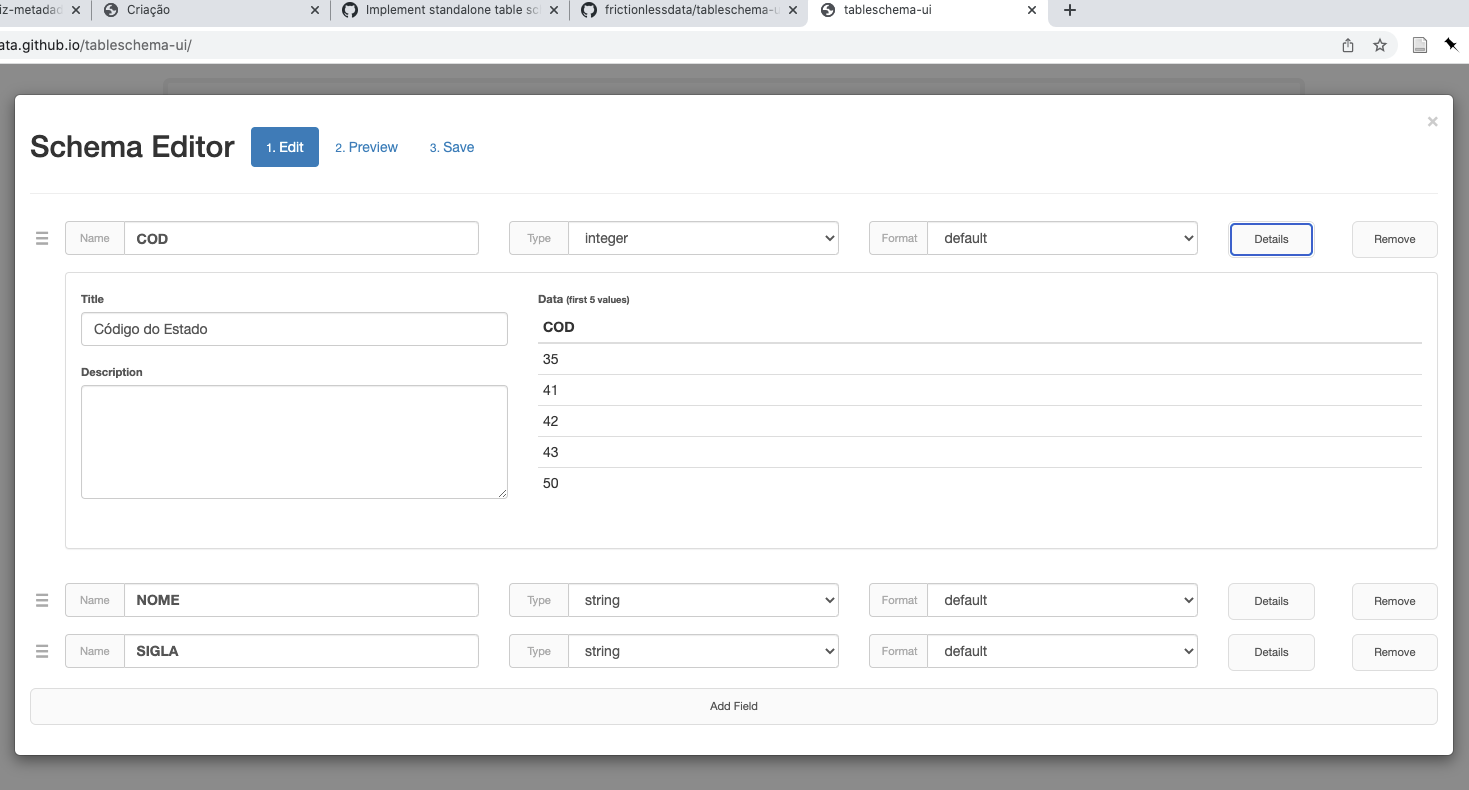 iz-metadad
Criação
Implement standalone table sc
frictionlessdata/tableschema-u
tableschema-ui
ata.github.io/tableschema-ui/
Schema Editor
1. Edit
2. Preview
3. Save
Name COD Type integer Format default Details Remove
Title
Código do Estado
Description
Data (first 5 values)
COD
35
41
42
43
50
Name NOME Type string Format default Details Remove
Name SIGLA Type string Format default Details Remove
Add Field